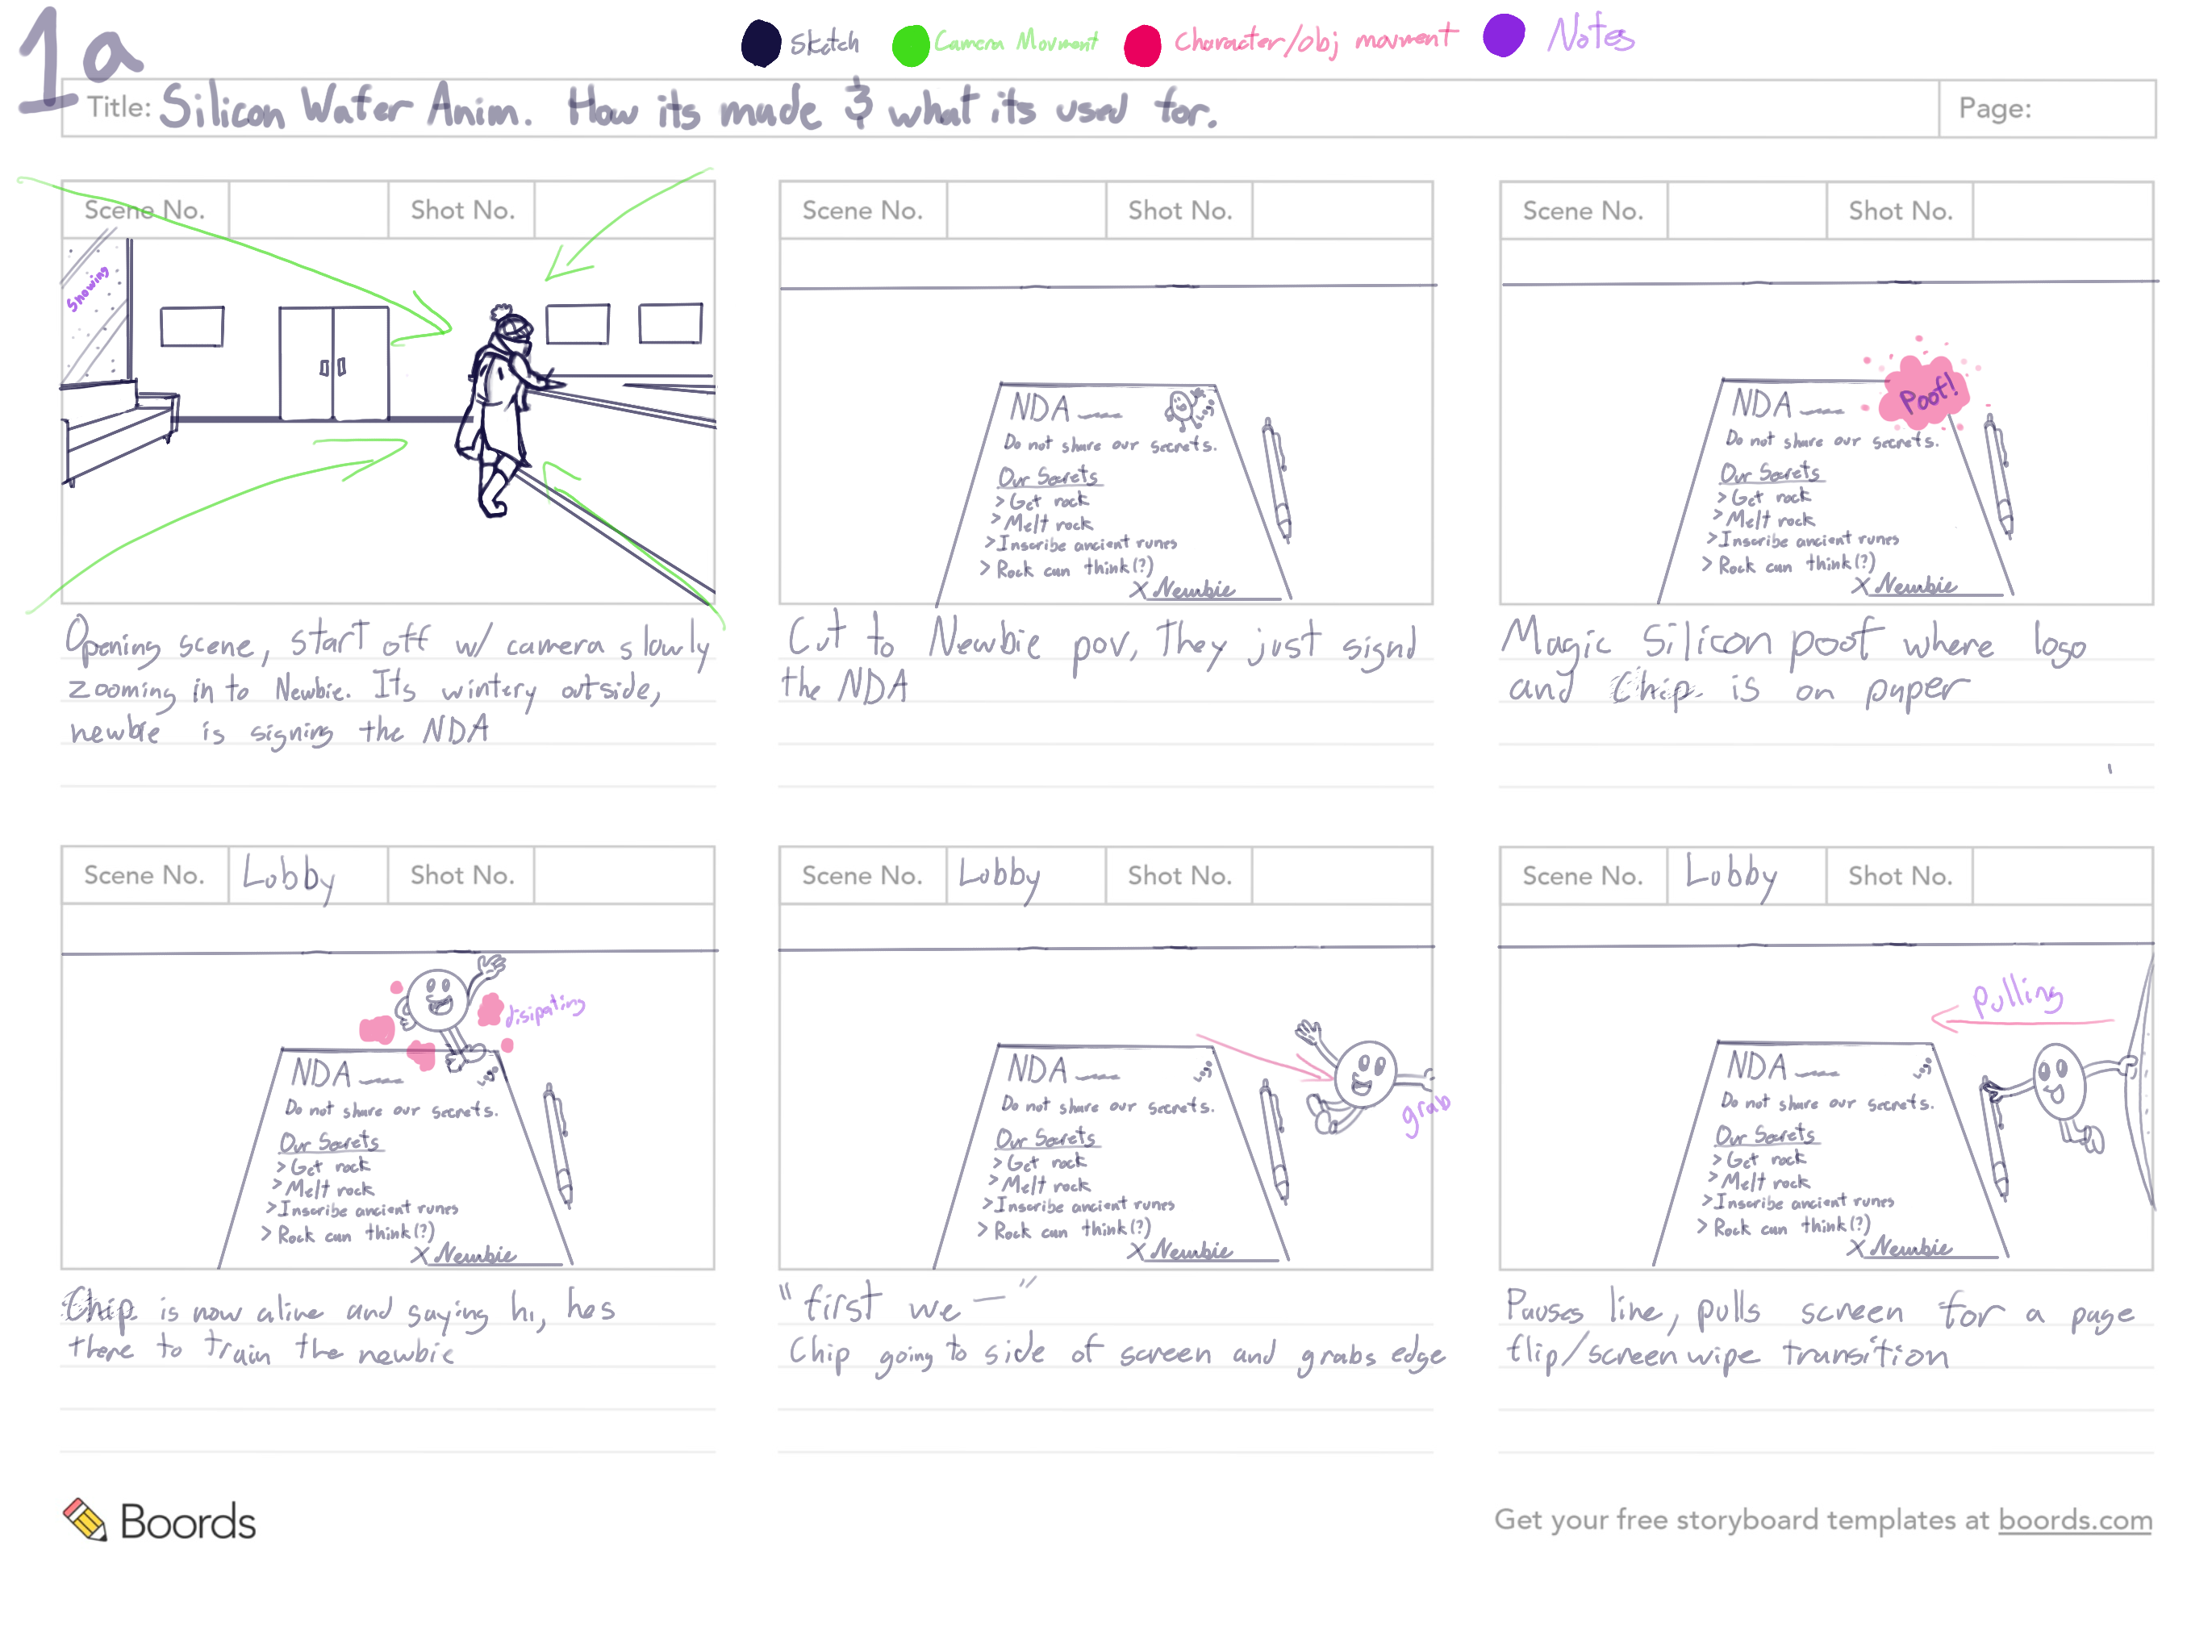 1a
Sketch Camera Movment Character/obj movment Notes
Title: Silicon Wafer Anim. How its made & what its used for. Page:
Scene No. Shot No.
Snowing
Opening scene, start off w/ camera slowly
zooming in to Newbie. Its wintery outside,
newbie is signing the NDA
Scene No. Shot No.
NDA
Logo
Do not share our secrets.
Our Secrets
> Get rock
> Melt rock
> Inscribe ancient runes
> Rock can think(?)
X Newbie
Cut to Newbie pov, They just signd
the NDA
Scene No. Shot No.
Poof!
NDA
Do not share our secrets.
Our Secrets
> Get rock
> Melt rock
> Inscribe ancient runes
> Rock can think(?)
X Newbie
Magic Silicon poof where logo
and Chip is on paper
Scene No. Lobby Shot No.
disipating
NDA
Logo
Do not share our secrets.
Our Secrets
> Get rock
> Melt rock
> Inscribe ancient runes
> Rock can think(?)
X Newbie
Chip is now alive and saying hi, hes
there to train the newbie
Scene No. Lobby Shot No.
NDA
Logo
grab
Do not share our secrets.
Our Secrets
> Get rock
> Melt rock
> Inscribe ancient runes
> Rock can think(?)
X Newbie
"first we — "
Chip going to side of screen and grabs edge
Scene No. Lobby Shot No.
Pulling
NDA
Logo
Do not share our secrets.
Our Secrets
> Get rock
> Melt rock
> Inscribe ancient runes
> Rock can think(?)
X Newbie
Pauses line, pulls screen for a page
flip/screen wipe transition
Boords
Get your free storyboard templates at boords.com